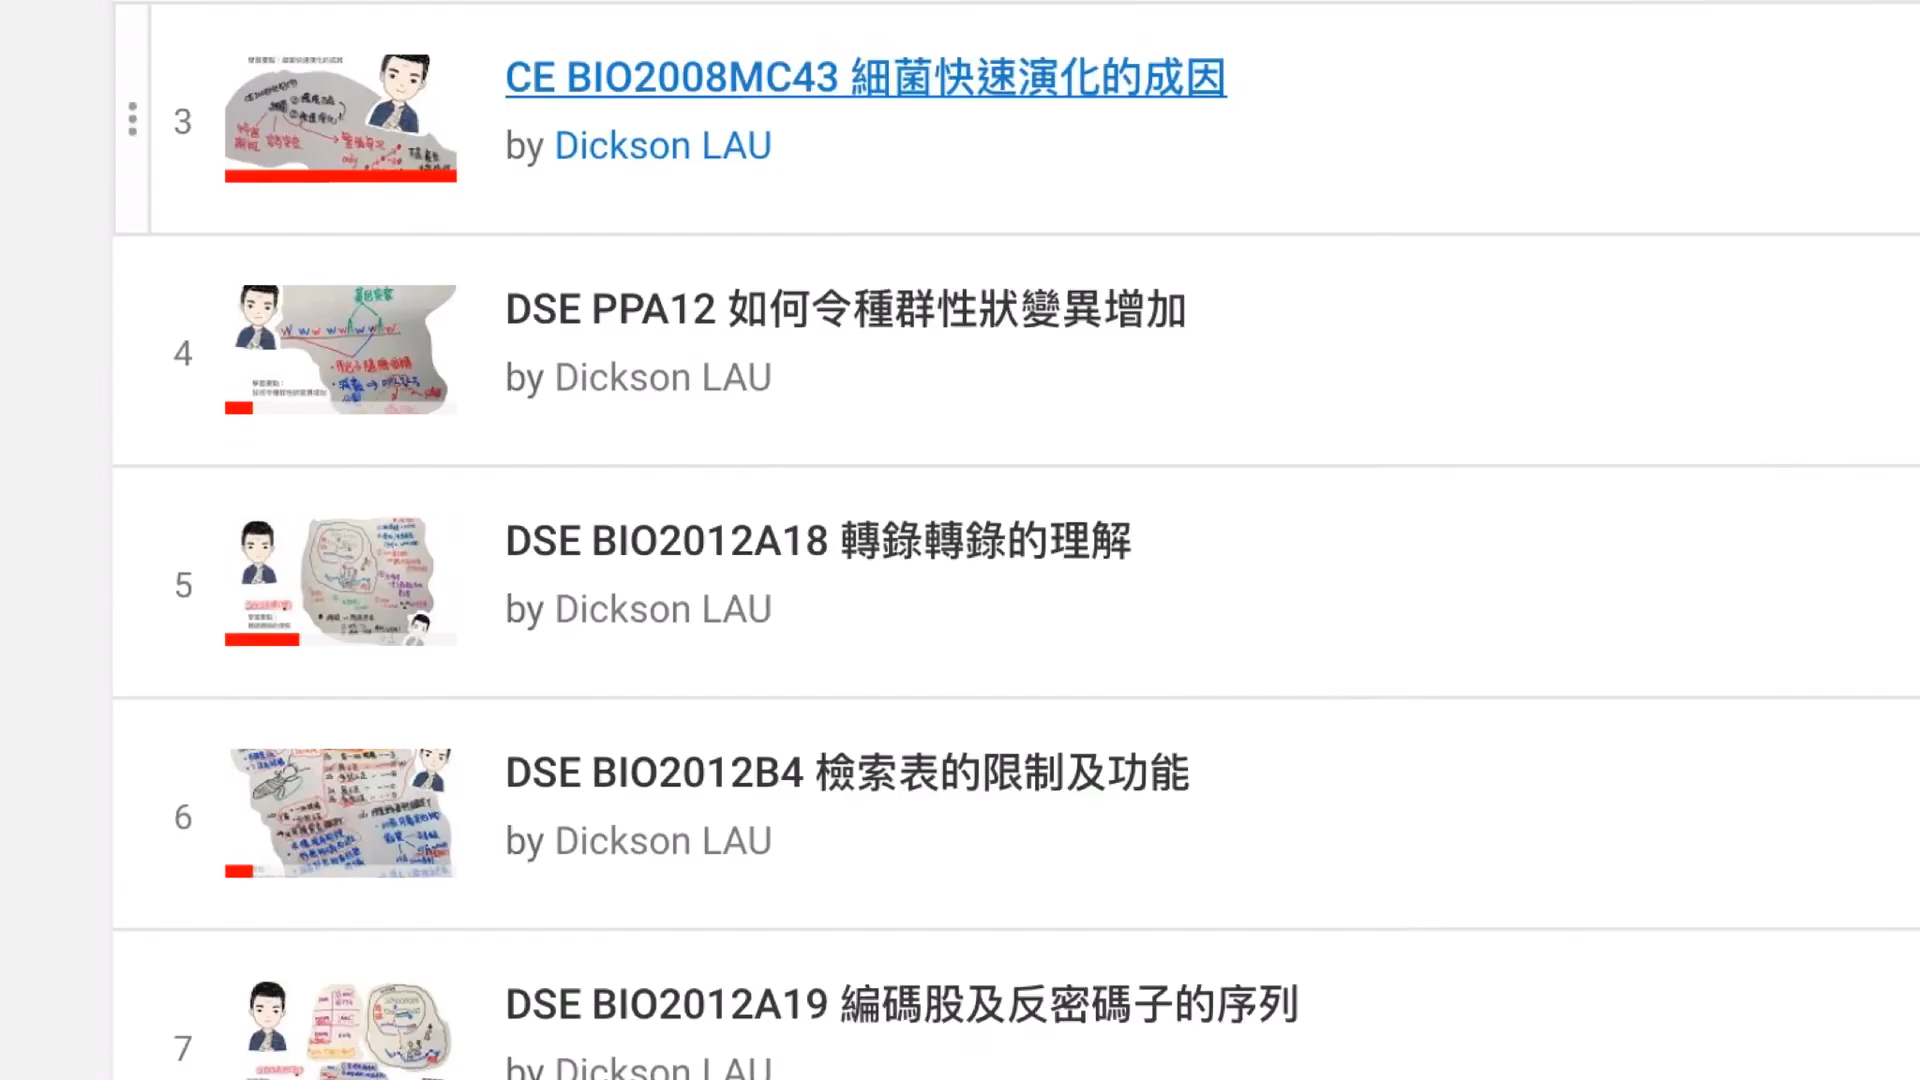 3
CE BIO2008MC43 細菌快速演化的成因
by Dickson LAU
4
DSE PPA12 如何令種群性狀變異增加
by Dickson LAU
5
DSE BIO2012A18 轉錄轉錄的理解
by Dickson LAU
6
DSE BIO2012B4 檢索表的限制及功能
by Dickson LAU
7
DSE BIO2012A19 編碼股及反密碼子的序列
by Dickson LAU